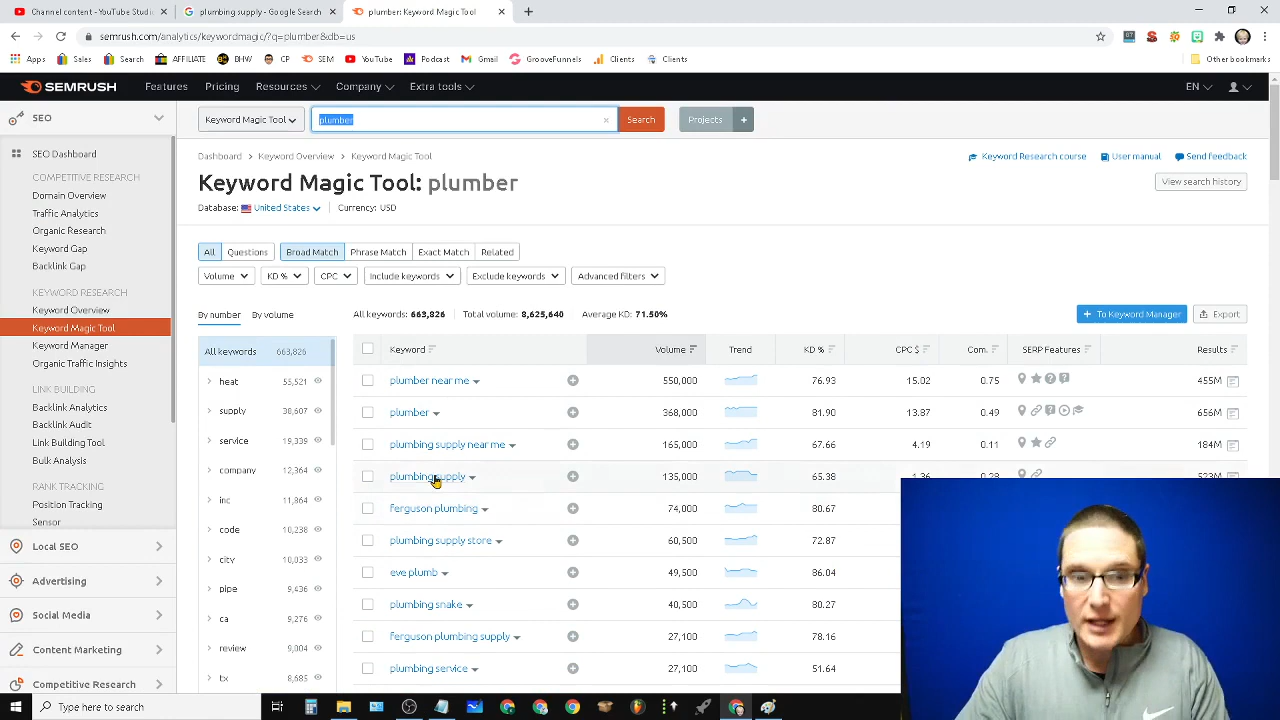 Channel content - YouTube Studi
plumbing supply - Google Search
plumber: Keyword Magic Tool
semrush.com/analytics/keywordmagic/?q=plumber&db=us
Apps
Sales
Search
AFFILIATE
BHW
CP
SEM
YouTube
Podcast
Gmail
GrooveFunnels
Clients
Clients
Other bookmarks
SEMRUSH
Features
Pricing
Resources
Company
Extra tools
EN
SEO
Keyword Magic Tool
plumber
Search
Projects
+
SEO Dashboard
COMPETITIVE RESEARCH
Domain Overview
Traffic Analytics
Organic Research
Keyword Gap
Backlink Gap
KEYWORD RESEARCH
Keyword Overview
Keyword Magic Tool
Keyword Manager
Organic Traffic Insights
LINK BUILDING
Backlink Analytics
Backlink Audit
Link Building Tool
Bulk Analysis
RANK TRACKING
Position Tracking
Sensor
Local SEO
Advertising
Social Media
Content Marketing
Competitive Research
Dashboard > Keyword Overview > Keyword Magic Tool
Keyword Research course
User manual
Send feedback
Keyword Magic Tool: plumber
View search history
Database: United States Currency: USD
All Questions Broad Match Phrase Match Exact Match Related
Volume KD % CPC Include keywords Exclude keywords Advanced filters
By number By volume
All keywords: 663,826 Total volume: 8,625,640 Average KD: 71.50%
+ To Keyword Manager
Export
All keywords 663,826
heat 55,521
supply 30,607
service 19,339
company 12,364
inc 11,864
code 10,238
city 10,033
pipe 9,436
ca 9,276
review 9,004
tx 8,685
Keyword Volume Trend KD % CPC $ Com. SERP Features Results
plumber near me 550,000 76.93 15.02 0.75 455M
plumber 368,000 81.90 13.87 0.49 656M
plumbing supply near me 165,000 67.66 4.19 0.11 184M
plumbing supply 135,000 65.38 1.36 0.28 523M
ferguson plumbing 74,000 80.67
plumbing supply store 60,500 72.87
eve plumb 49,500 86.04
plumbing snake 40,500 80.27
ferguson plumbing supply 27,100 78.16
plumbing service 27,100 51.64
Type here to search